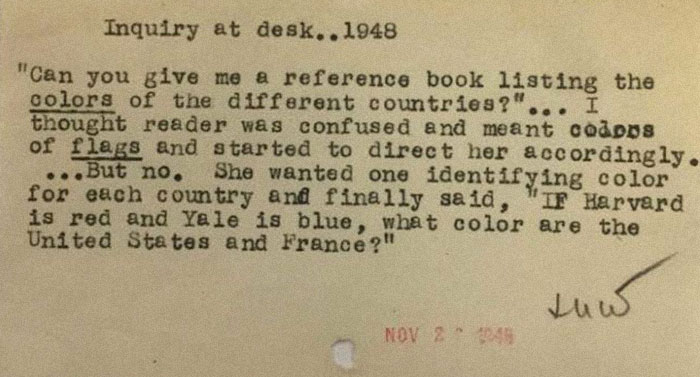 Inquiry at desk..1948
"Can you give me a reference book listing the
colors of the different countries?"... I
thought reader was confused and meant colors
of flags and started to direct her accordingly.
...But no. She wanted one identifying color
for each country and finally said, "IF Harvard
is red and Yale is blue, what color are the
United States and France?"
NOV 2 1948